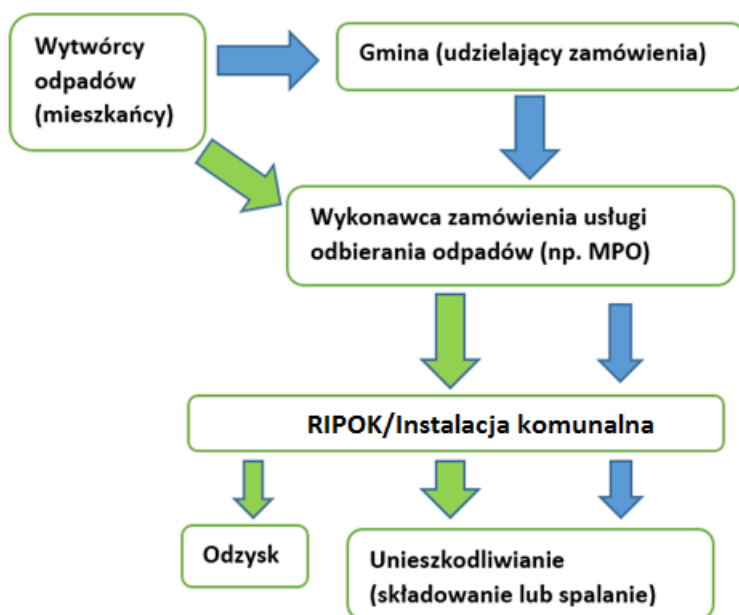 Wytwórcy
odpadów
(mieszkańcy)
Gmina (udzielający zamówienia)
Wykonawca zamówienia usługi
odbierania odpadów (np. MPO)
RIPOK/Instalacja komunalna
Odzysk
Unieszkodliwianie
(składowanie lub spalanie)